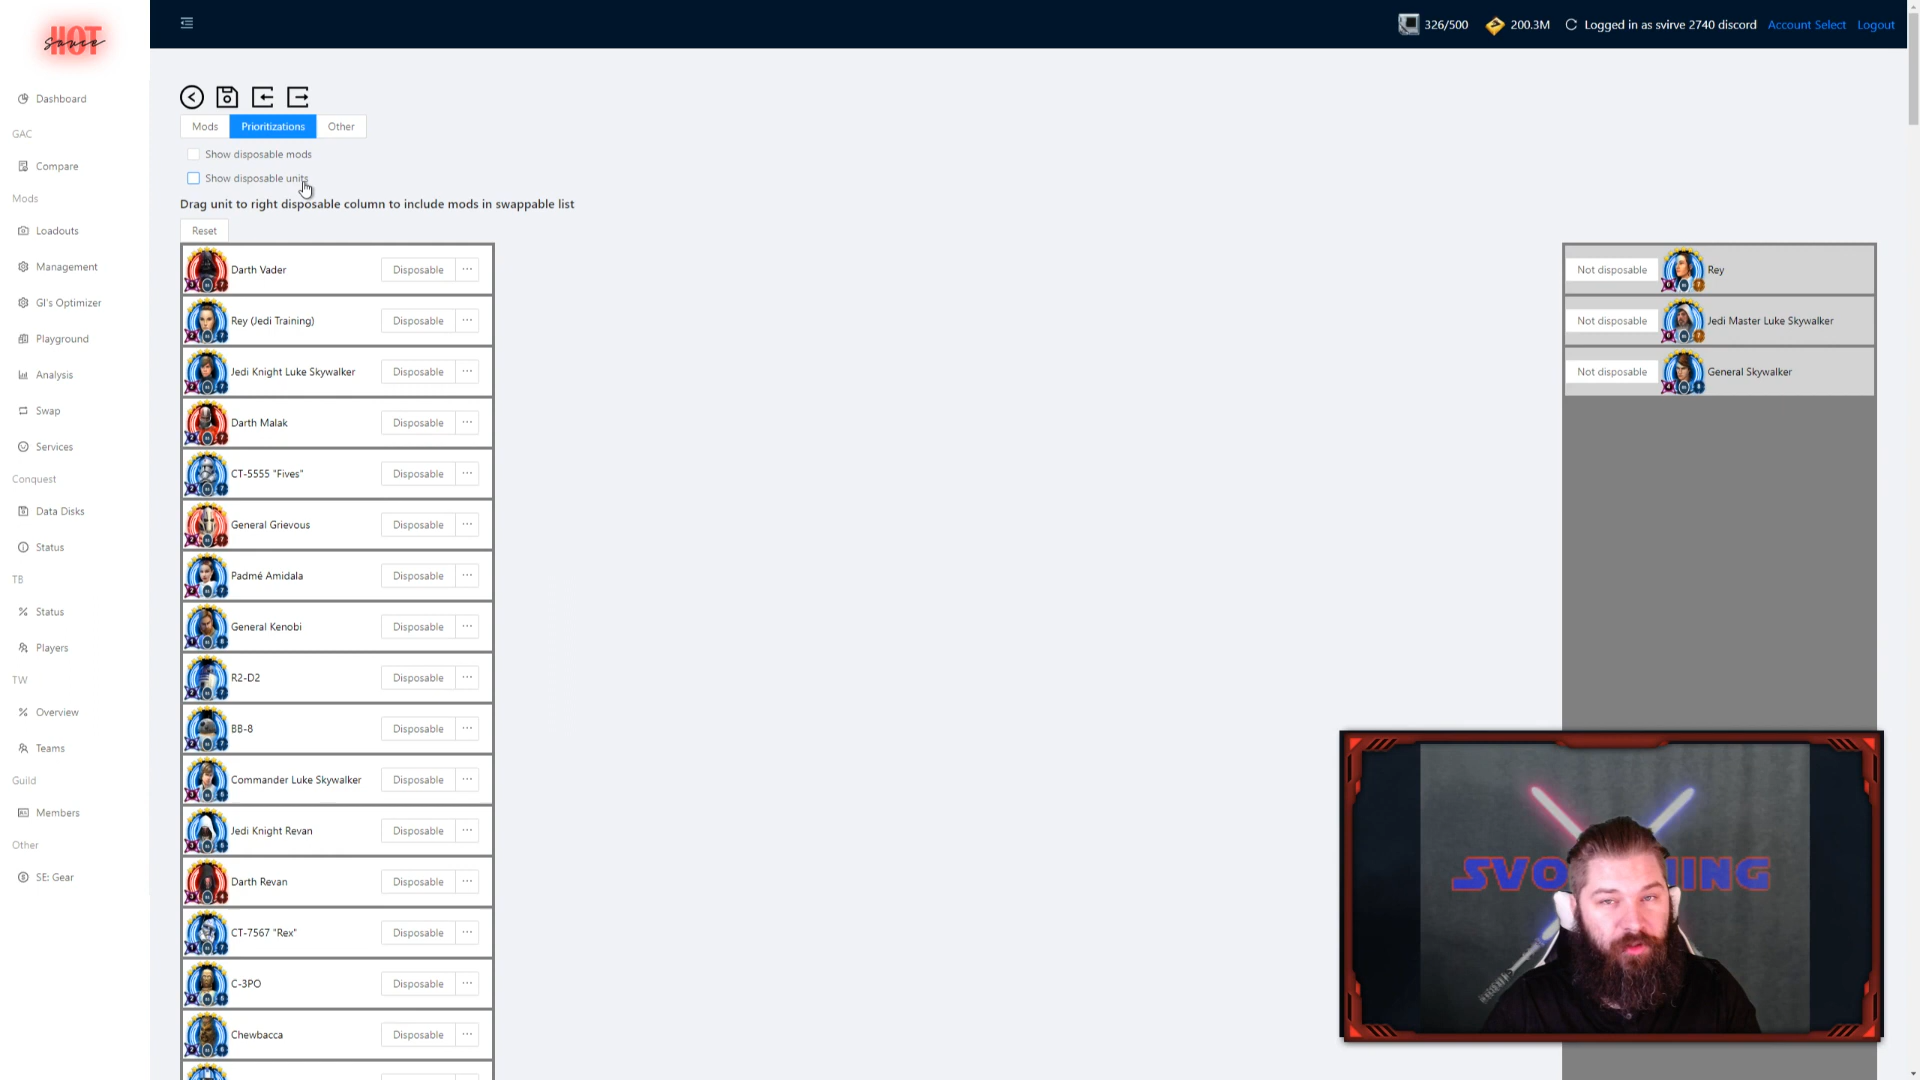 HOT
sauce
326/500
200.3M
Logged in as svirve 2740 discord
Account Select
Logout
Dashboard
GAC
Compare
Mods
Loadouts
Management
GI's Optimizer
Playground
Analysis
Swap
Services
Conquest
Data Disks
Status
TB
Status
Players
TW
Overview
Teams
Guild
Members
Other
SE: Gear
Mods
Prioritizations
Other
Show disposable mods
Show disposable units
Drag unit to right disposable column to include mods in swappable list
Reset
Darth Vader Disposable ...
Rey (Jedi Training) Disposable ...
Jedi Knight Luke Skywalker Disposable ...
Darth Malak Disposable ...
CT-5555 "Fives" Disposable ...
General Grievous Disposable ...
Padmé Amidala Disposable ...
General Kenobi Disposable ...
R2-D2 Disposable ...
BB-8 Disposable ...
Commander Luke Skywalker Disposable ...
Jedi Knight Revan Disposable ...
Darth Revan Disposable ...
CT-7567 "Rex" Disposable ...
C-3PO Disposable ...
Chewbacca Disposable ...
Not disposable Rey
Not disposable Jedi Master Luke Skywalker
Not disposable General Skywalker